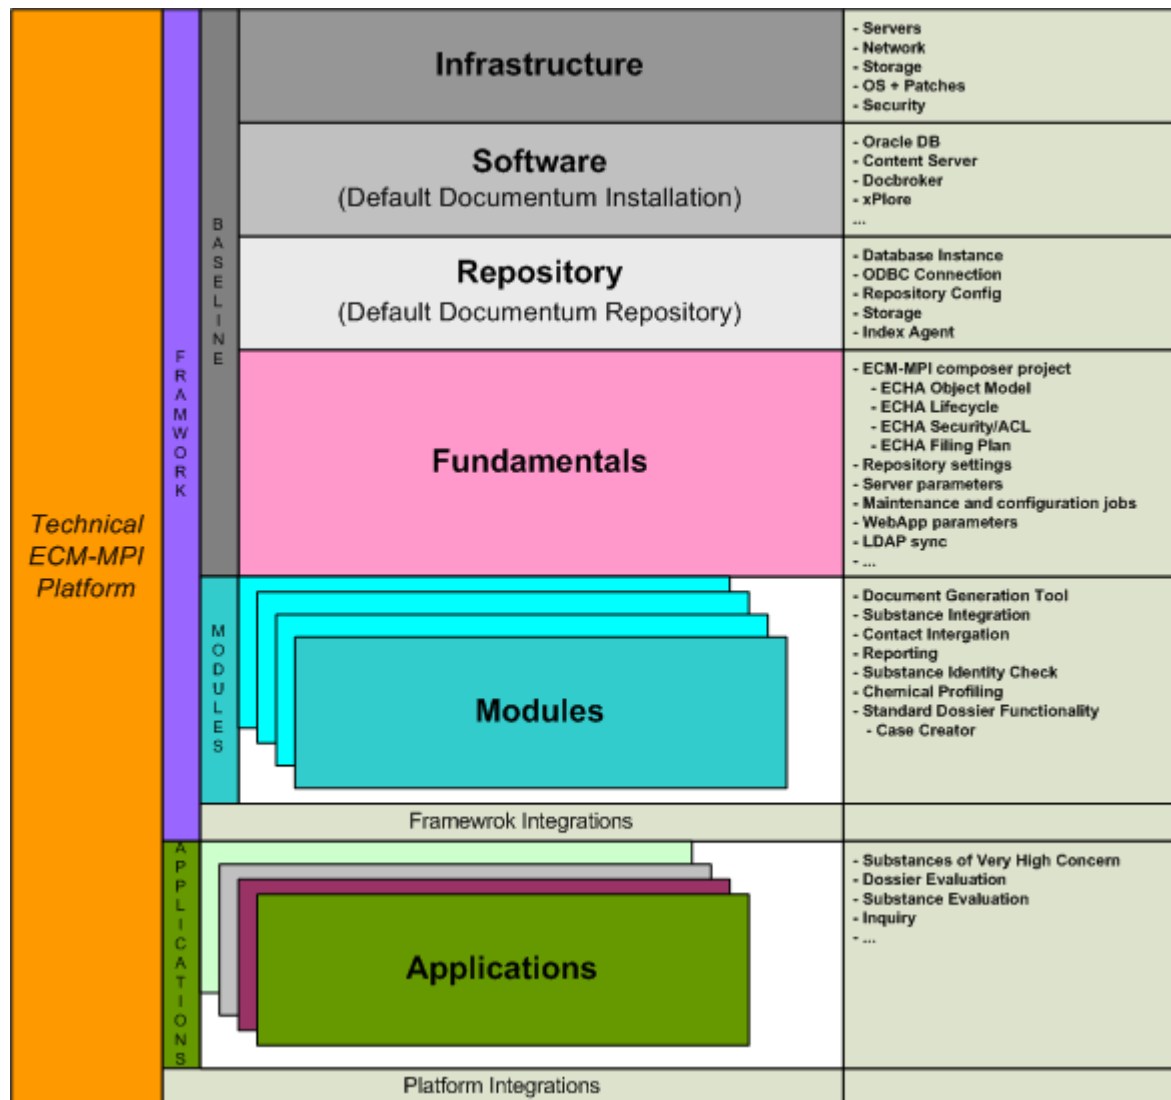 Technical
ECM-MPI
Platform
FRAMWORK
BASELINE
Infrastructure
- Servers
- Network
- Storage
- OS + Patches
- Security
Software
(Default Documentum Installation)
- Oracle DB
- Content Server
- Docbroker
- xPlore
...
Repository
(Default Documentum Repository)
- Database Instance
- ODBC Connection
- Repository Config
- Storage
- Index Agent
Fundamentals
- ECM-MPI composer project
- ECHA Object Model
- ECHA Lifecycle
- ECHA Security/ACL
- ECHA Filing Plan
- Repository settings
- Server parameters
- Maintenance and configuration jobs
- WebApp parameters
- LDAP sync
- ...
MODULES
Modules
- Document Generation Tool
- Substance Integration
- Contact Intergation
- Reporting
- Substance Identity Check
- Chemical Profiling
- Standard Dossier Functionality
- Case Creator
Framewrok Integrations
APPLICATIONS
Applications
- Substances of Very High Concern
- Dossier Evaluation
- Substance Evaluation
- Inquiry
- ...
Platform Integrations